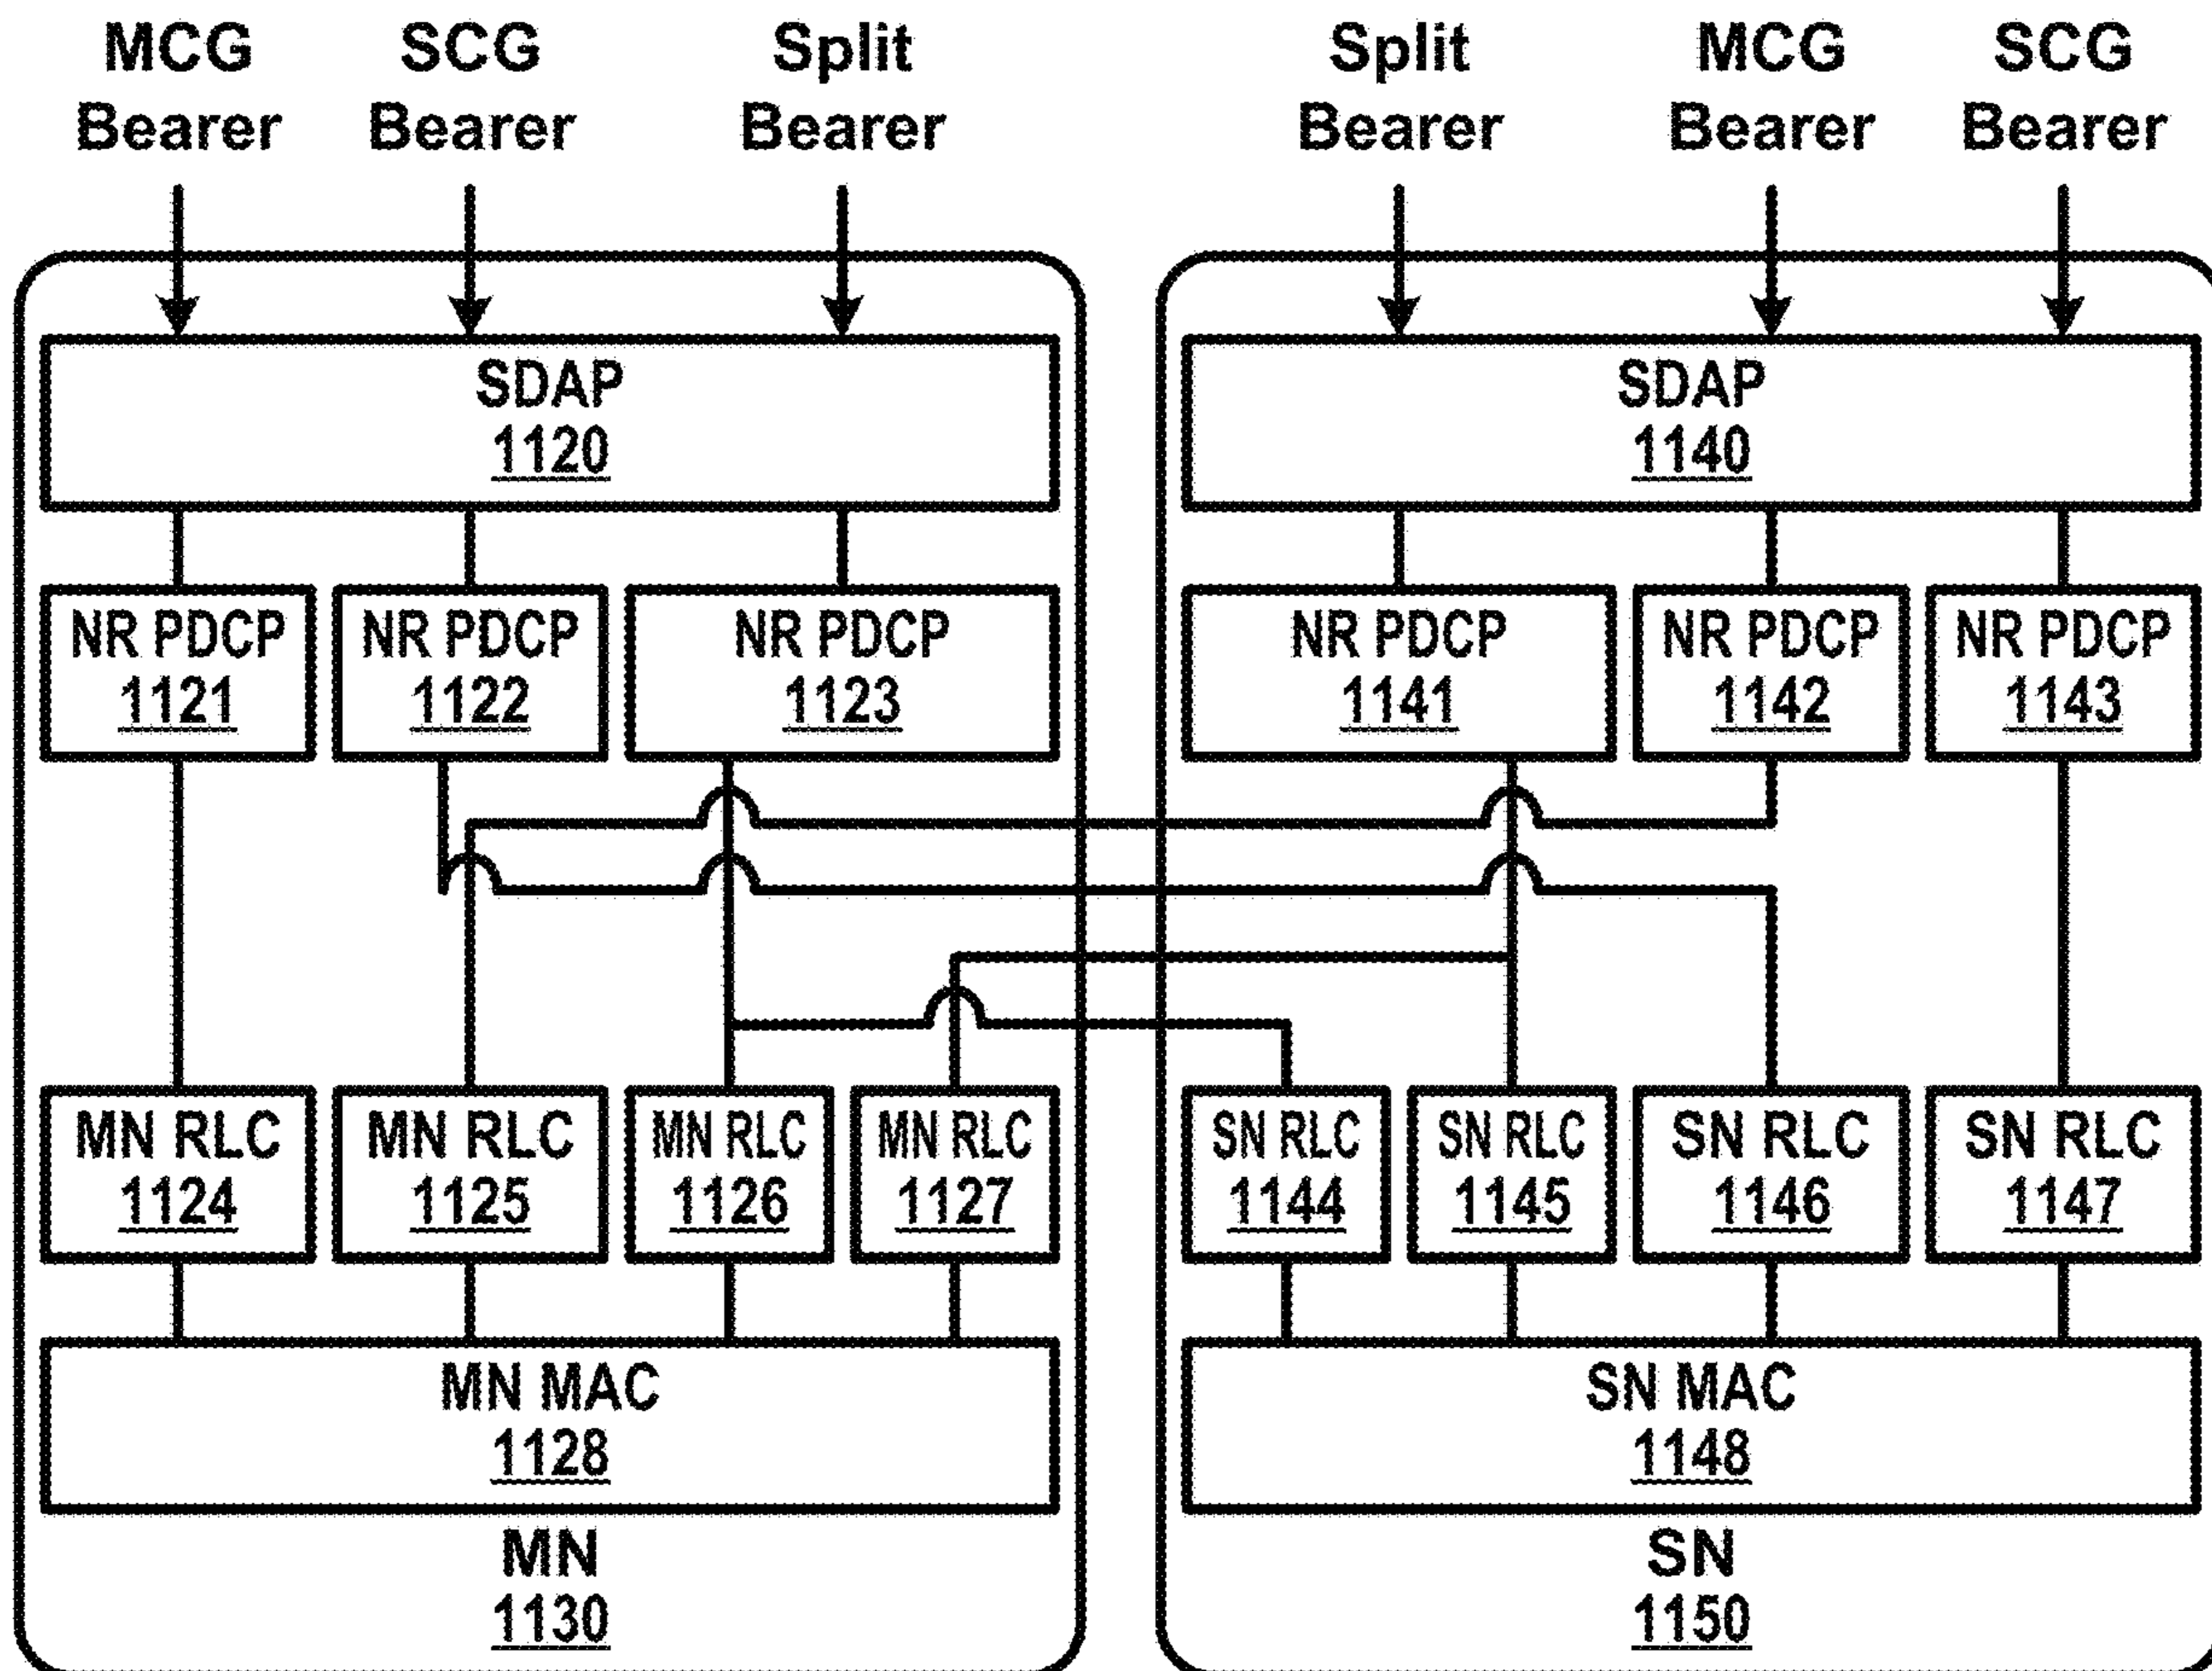 MCG Bearer
SCG Bearer
Split Bearer
Split Bearer
MCG Bearer
SCG Bearer
SDAP
1120
SDAP
1140
NR PDCP
1121
NR PDCP
1122
NR PDCP
1123
NR PDCP
1141
NR PDCP
1142
NR PDCP
1143
MN RLC
1124
MN RLC
1125
MN RLC
1126
MN RLC
1127
SN RLC
1144
SN RLC
1145
SN RLC
1146
SN RLC
1147
MN MAC
1128
SN MAC
1148
MN
1130
SN
1150